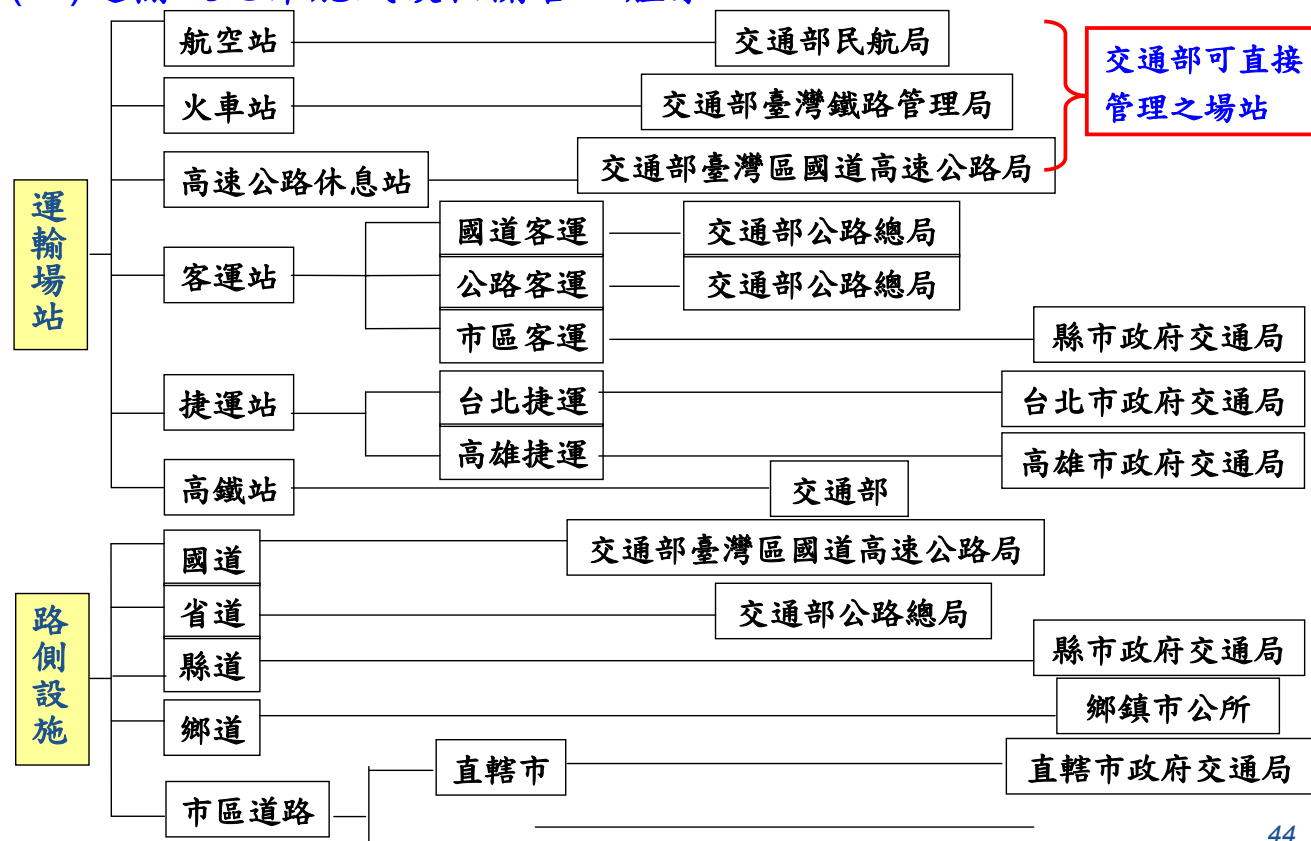 航空站 交通部民航局
交通部可直接
管理之場站
火車站 交通部臺灣鐵路管理局
高速公路休息站 交通部臺灣區國道高速公路局
運輸場站
客運站
國道客運 交通部公路總局
公路客運 交通部公路總局
市區客運 縣市政府交通局
捷運站
台北捷運 台北市政府交通局
高雄捷運 高雄市政府交通局
高鐵站 交通部
路側設施
國道 交通部臺灣區國道高速公路局
省道 交通部公路總局
縣道 縣市政府交通局
鄉道 鄉鎮市公所
市區道路
直轄市 直轄市政府交通局
44